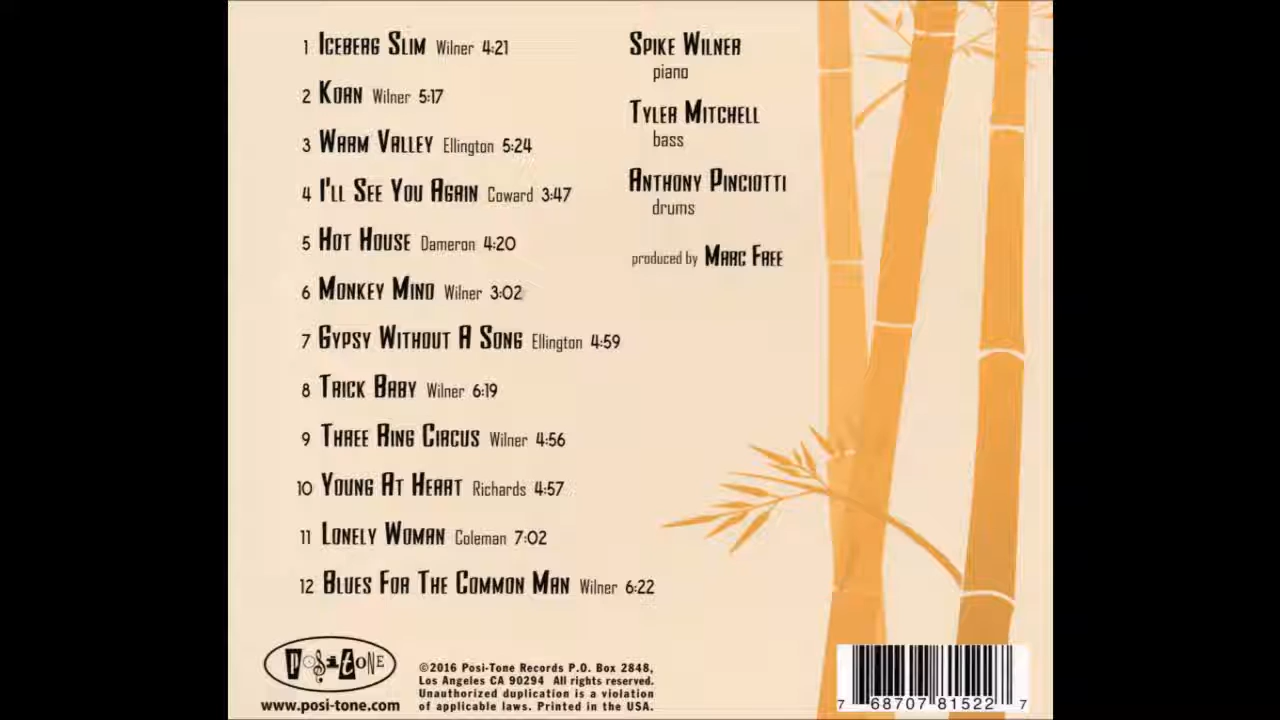 1 Iceberg Slim Wilner 4:21
2 Koan Wilner 5:17
3 Warm Valley Ellington 5:24
4 I'll See You Again Coward 3:47
5 Hot House Dameron 4:20
6 Monkey Mind Wilner 3:02
7 Gypsy Without A Song Ellington 4:59
8 Trick Baby Wilner 6:19
9 Three Ring Circus Wilner 4:56
10 Young At Heart Richards 4:57
11 Lonely Woman Coleman 7:02
12 Blues For The Common Man Wilner 6:22
Spike Wilner
piano
Tyler Mitchell
bass
Anthony Pinciotti
drums
produced by Marc Free
Posi-Tone
www.posi-tone.com
©2016 Posi-Tone Records P.O. Box 2848,
Los Angeles CA 90294 All rights reserved.
Unauthorized duplication is a violation
of applicable laws. Printed in the USA.
7 68707 81522 7